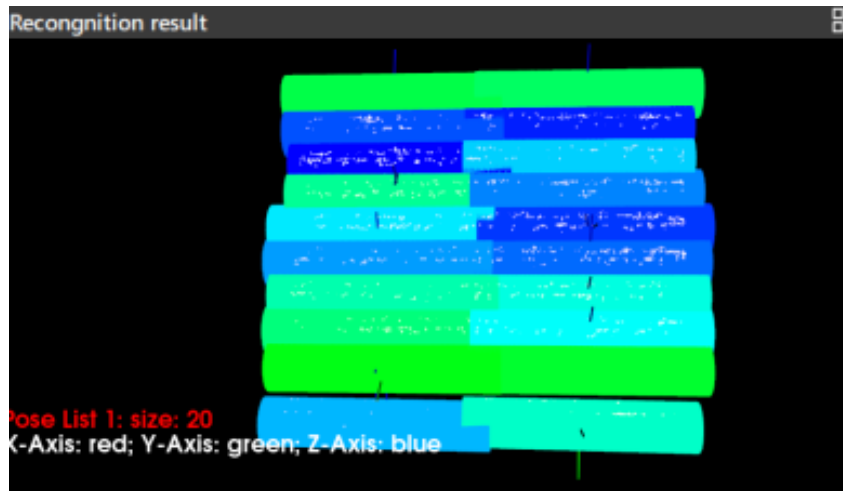 Recongnition result
Pose List 1: size: 20
X-Axis: red; Y-Axis: green; Z-Axis: blue